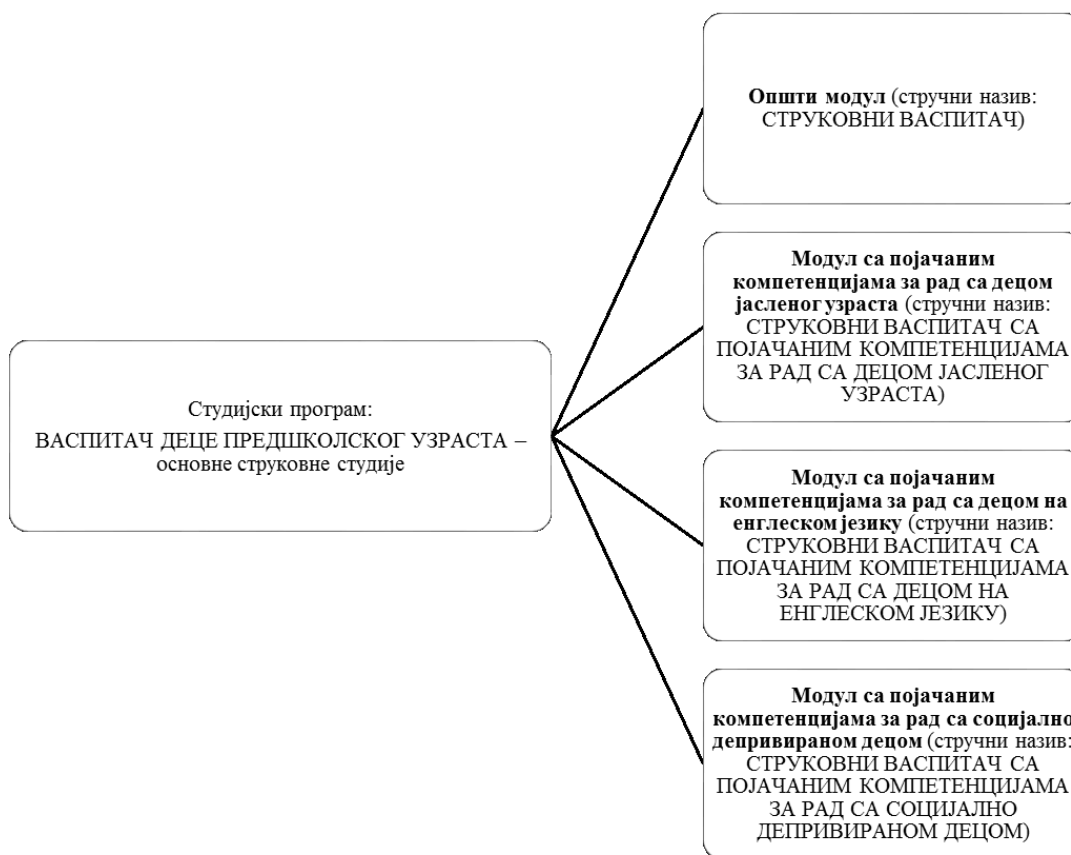 Општи модул (стручни назив:
СТРУКОВНИ ВАСПИТАЧ)
Модул са појачаним
компетенцијама за рад са децом
јасленог узраста (стручни назив:
СТРУКОВНИ ВАСПИТАЧ СА
ПОЈАЧАНИМ КОМПЕТЕНЦИЈАМА
ЗА РАД СА ДЕЦОМ ЈАСЛЕНОГ
УЗРАСТА)
Студијски програм:
ВАСПИТАЧ ДЕЦЕ ПРЕДШКОЛСКОГ УЗРАСТА –
основне струковне студије
Модул са појачаним
компетенцијама за рад са децом на
енглеском језику (стручни назив:
СТРУКОВНИ ВАСПИТАЧ СА
ПОЈАЧАНИМ КОМПЕТЕНЦИЈАМА
ЗА РАД СА ДЕЦОМ НА
ЕНГЛЕСКОМ ЈЕЗИКУ)
Модул са појачаним
компетенцијама за рад са социјално
депривираном децом (стручни назив:
СТРУКОВНИ ВАСПИТАЧ СА
ПОЈАЧАНИМ КОМПЕТЕНЦИЈАМА
ЗА РАД СА СОЦИЈАЛНО
ДЕПРИВИРАНОМ ДЕЦОМ)